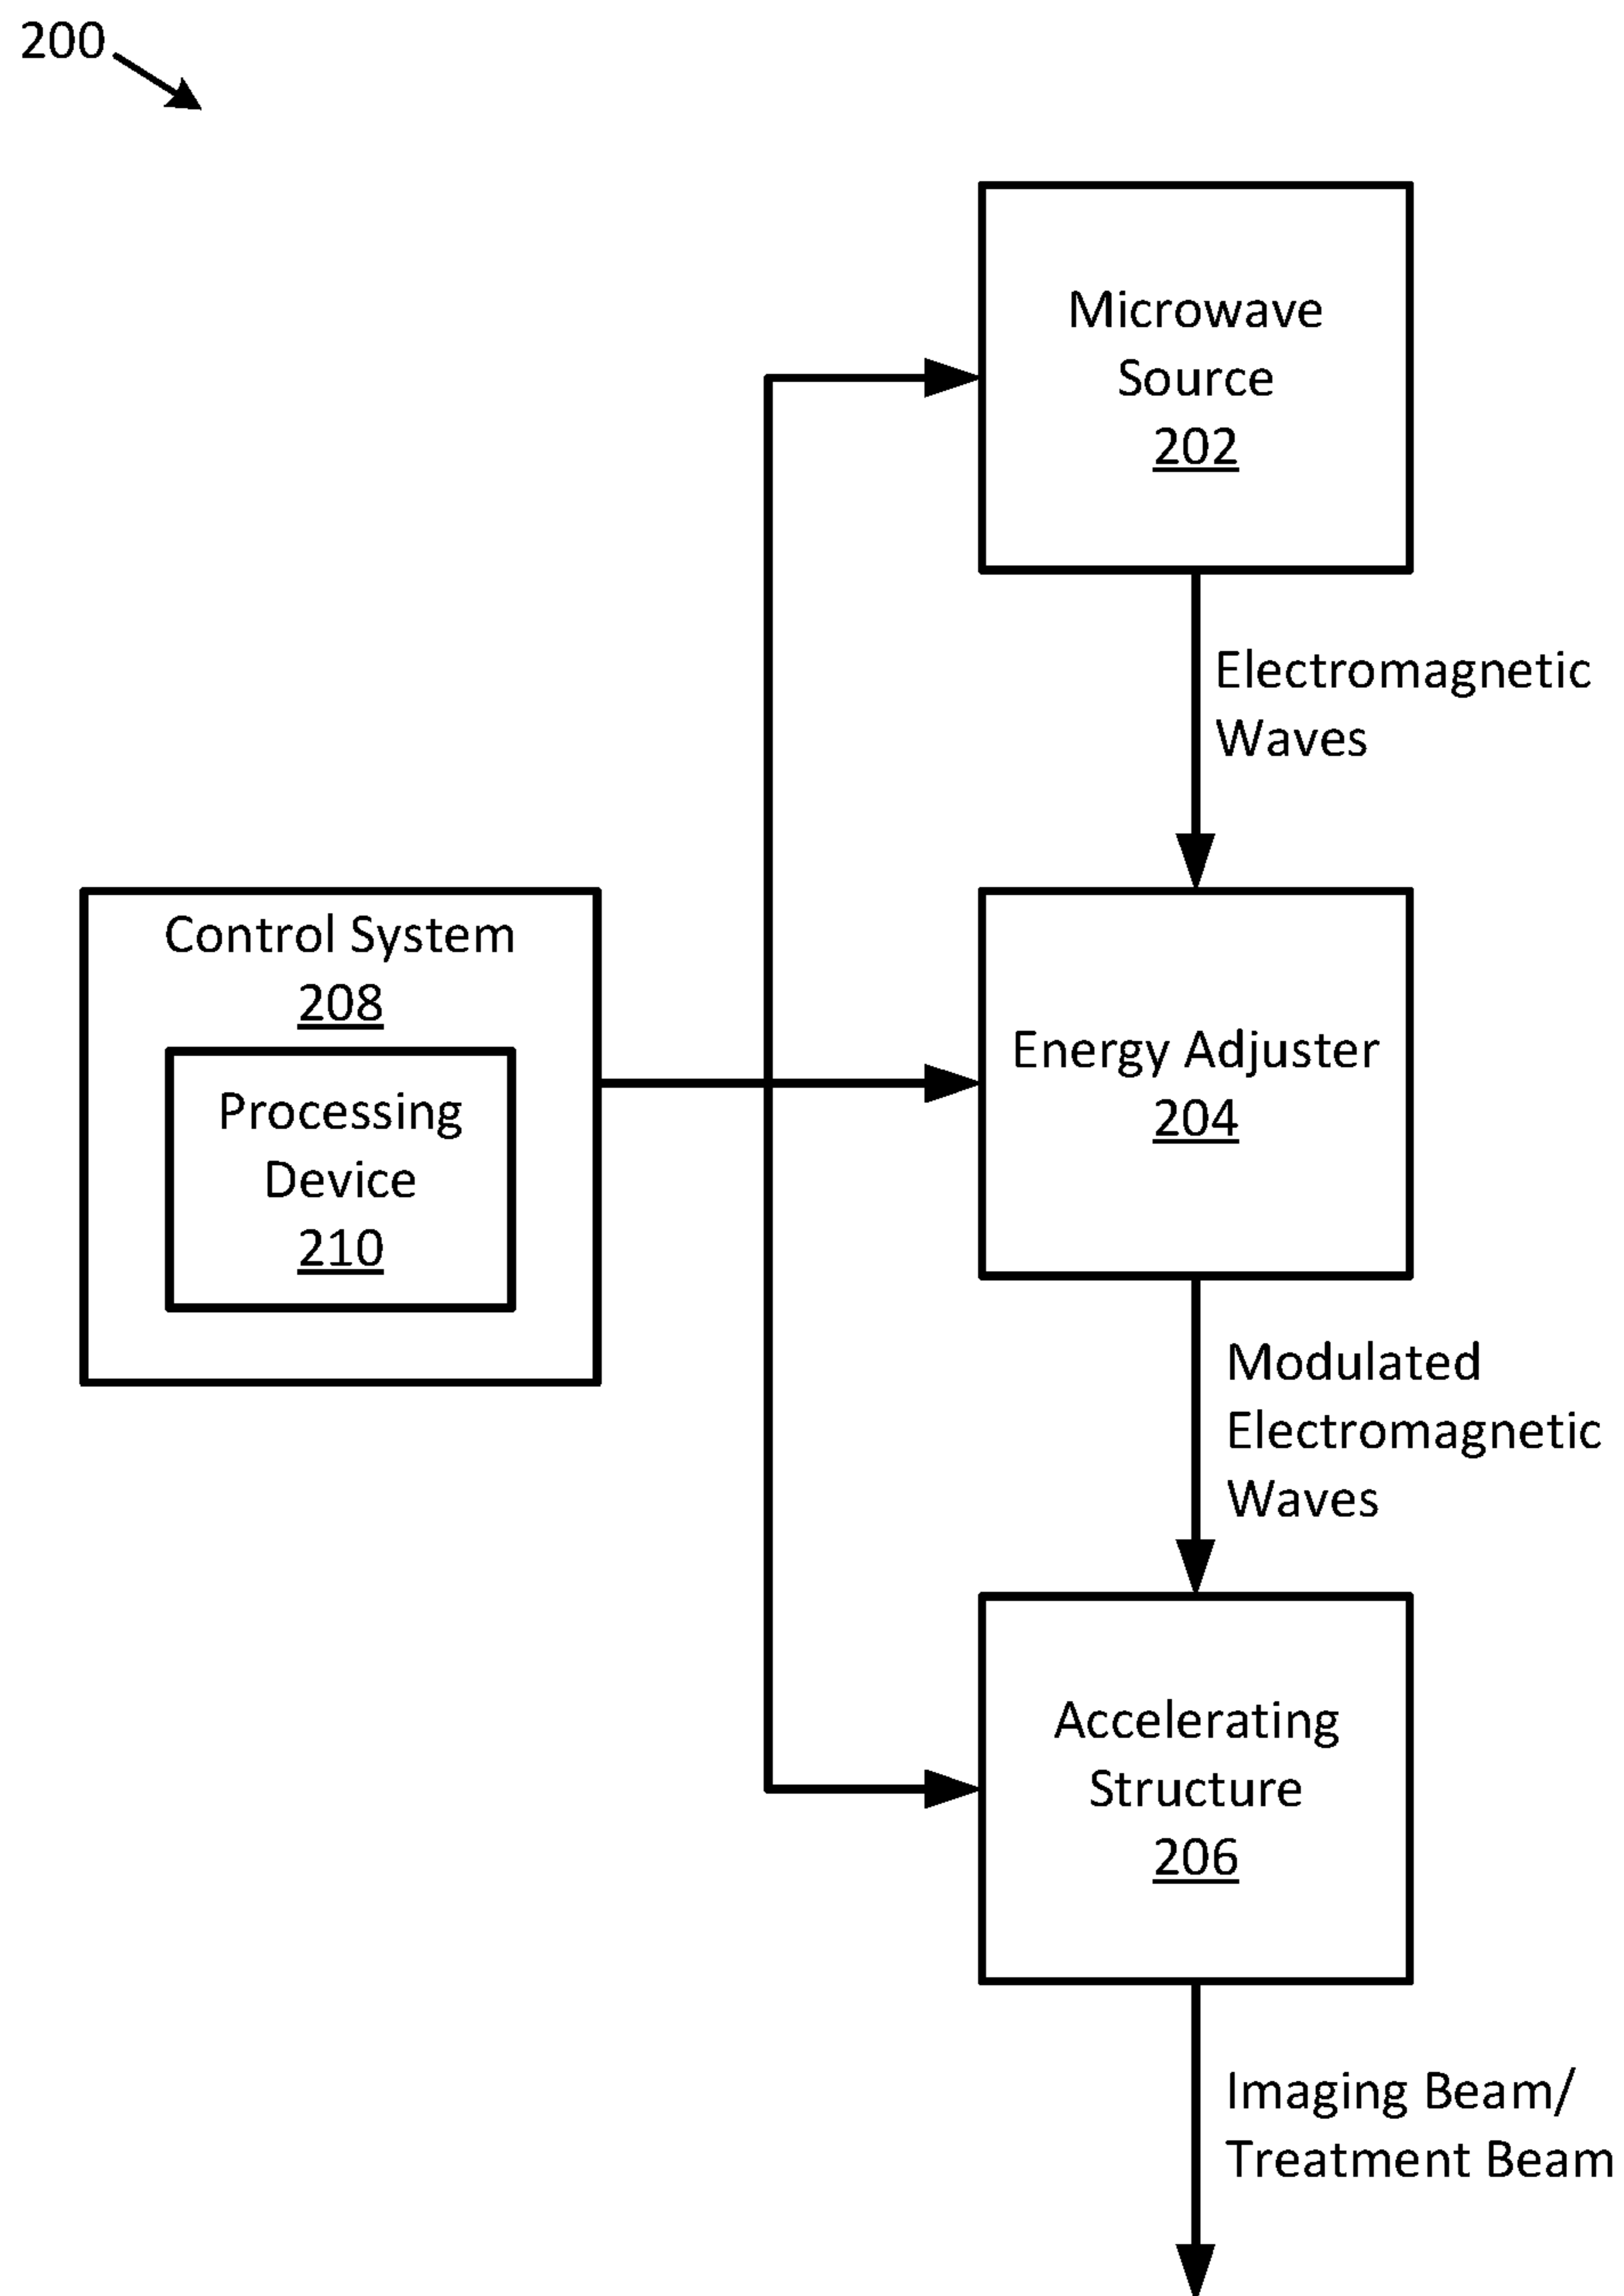 200
Microwave
Source
202
Electromagnetic
Waves
Control System
208
Processing
Device
210
Energy Adjuster
204
Modulated
Electromagnetic
Waves
Accelerating
Structure
206
Imaging Beam/
Treatment Beam